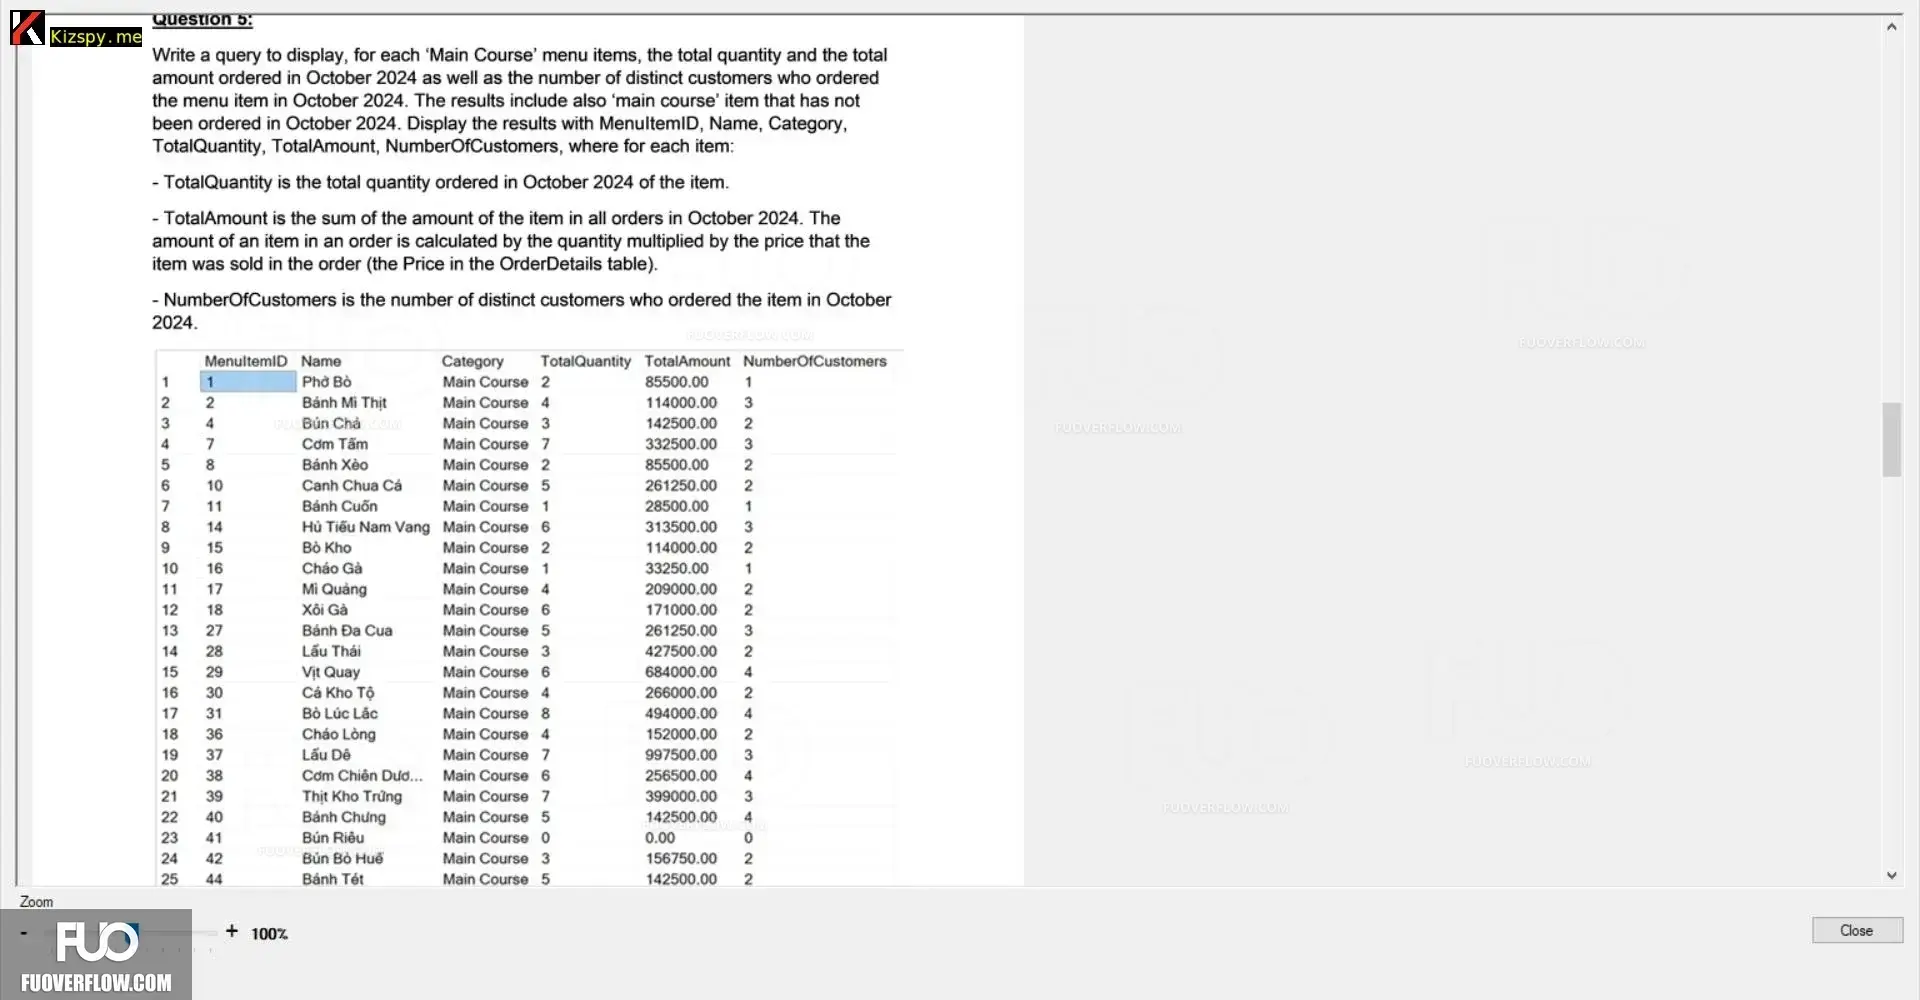 Question 5:
Kizspy.me
Write a query to display, for each ‘Main Course’ menu items, the total quantity and the total
amount ordered in October 2024 as well as the number of distinct customers who ordered
the menu item in October 2024. The results include also ‘main course’ item that has not
been ordered in October 2024. Display the results with MenuItemID, Name, Category,
TotalQuantity, TotalAmount, NumberOfCustomers, where for each item:
- TotalQuantity is the total quantity ordered in October 2024 of the item.
- TotalAmount is the sum of the amount of the item in all orders in October 2024. The
amount of an item in an order is calculated by the quantity multiplied by the price that the
item was sold in the order (the Price in the OrderDetails table).
- NumberOfCustomers is the number of distinct customers who ordered the item in October
2024.
FUOVERFLOW.COM
FUOVERFLOW.COM
MenuItemID Name Category TotalQuantity TotalAmount NumberOfCustomers
1 1 Phở Bò Main Course 2 85500.00 1
2 2 Bánh Mì Thịt Main Course 4 114000.00 3
3 4 Bún Chả Main Course 3 142500.00 2
FUOVERFLOW.COM
FUOVERFLOW.COM
4 7 Cơm Tấm Main Course 7 332500.00 3
5 8 Bánh Xèo Main Course 2 85500.00 2
6 10 Canh Chua Cá Main Course 5 261250.00 2
7 11 Bánh Cuốn Main Course 1 28500.00 1
8 14 Hủ Tiếu Nam Vang Main Course 6 313500.00 3
9 15 Bò Kho Main Course 2 114000.00 2
10 16 Cháo Gà Main Course 1 33250.00 1
11 17 Mì Quảng Main Course 4 209000.00 2
12 18 Xôi Gà Main Course 6 171000.00 2
13 27 Bánh Đa Cua Main Course 5 261250.00 3
14 28 Lẩu Thái Main Course 3 427500.00 2
15 29 Vịt Quay Main Course 6 684000.00 4
16 30 Cá Kho Tộ Main Course 4 266000.00 2
17 31 Bò Lúc Lắc Main Course 8 494000.00 4
18 36 Cháo Lòng Main Course 4 152000.00 2
19 37 Lẩu Dê Main Course 7 997500.00 3
FUO
FUOVERFLOW.COM
20 38 Cơm Chiên Dươ... Main Course 6 256500.00 4
21 39 Thịt Kho Trứng Main Course 7 399000.00 3
FUOVERFLOW.COM
22 40 Bánh Chưng Main Course 5 142500.00 4
FUOVERFLOW.COM
23 41 Bún Riêu Main Course 0 0.00 0
FUOVERFLOW.COM
24 42 Bún Bò Huế Main Course 3 156750.00 2
25 44 Bánh Tét Main Course 5 142500.00 2
Zoom
- + 100%
Close
FUO
FUOVERFLOW.COM